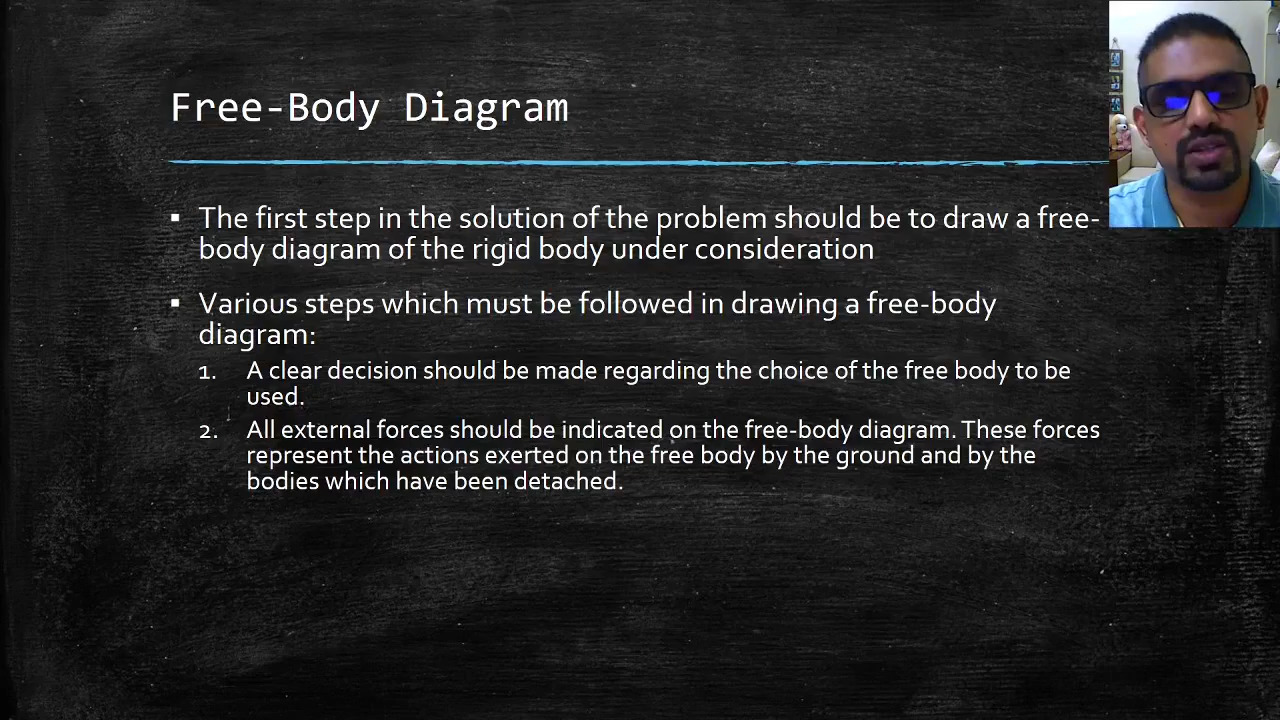 Free-Body Diagram
▪ The first step in the solution of the problem should be to draw a free-
body diagram of the rigid body under consideration
▪ Various steps which must be followed in drawing a free-body
diagram:
1. A clear decision should be made regarding the choice of the free body to be
used.
2. All external forces should be indicated on the free-body diagram. These forces
represent the actions exerted on the free body by the ground and by the
bodies which have been detached.